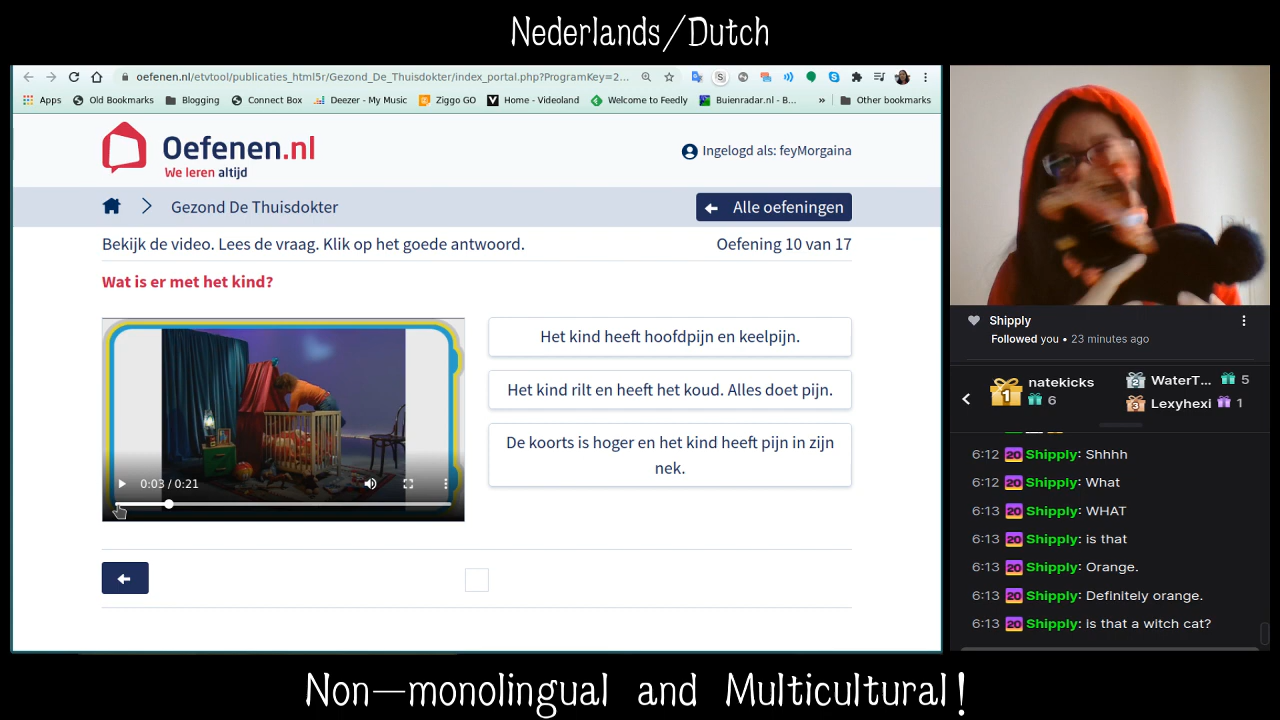 Nederlands/Dutch
oefenen.nl/etvtool/publicaties_html5r/Gezond_De_Thuisdokter/index_portal.php?ProgramKey=2...
Apps Old Bookmarks Blogging Connect Box Deezer - My Music Ziggo GO Home - Videoland Welcome to Feedly Buienradar.nl - B... » Other bookmarks
Oefenen.nl
We leren altijd
Ingelogd als: feyMorgaina
Gezond De Thuisdokter
Alle oefeningen
Bekijk de video. Lees de vraag. Klik op het goede antwoord.
Oefening 10 van 17
Wat is er met het kind?
0:03 / 0:21
Het kind heeft hoofdpijn en keelpijn.
Het kind rilt en heeft het koud. Alles doet pijn.
De koorts is hoger en het kind heeft pijn in zijn
nek.
Shipply
Followed you • 23 minutes ago
1 natekicks
6
2 WaterT... 5
3 Lexyhexi 1
6:12 20 Shipply: Shhhh
6:12 20 Shipply: What
6:13 20 Shipply: WHAT
6:13 20 Shipply: is that
6:13 20 Shipply: Orange.
6:13 20 Shipply: Definitely orange.
6:13 20 Shipply: is that a witch cat?
Non-monolingual and Multicultural!